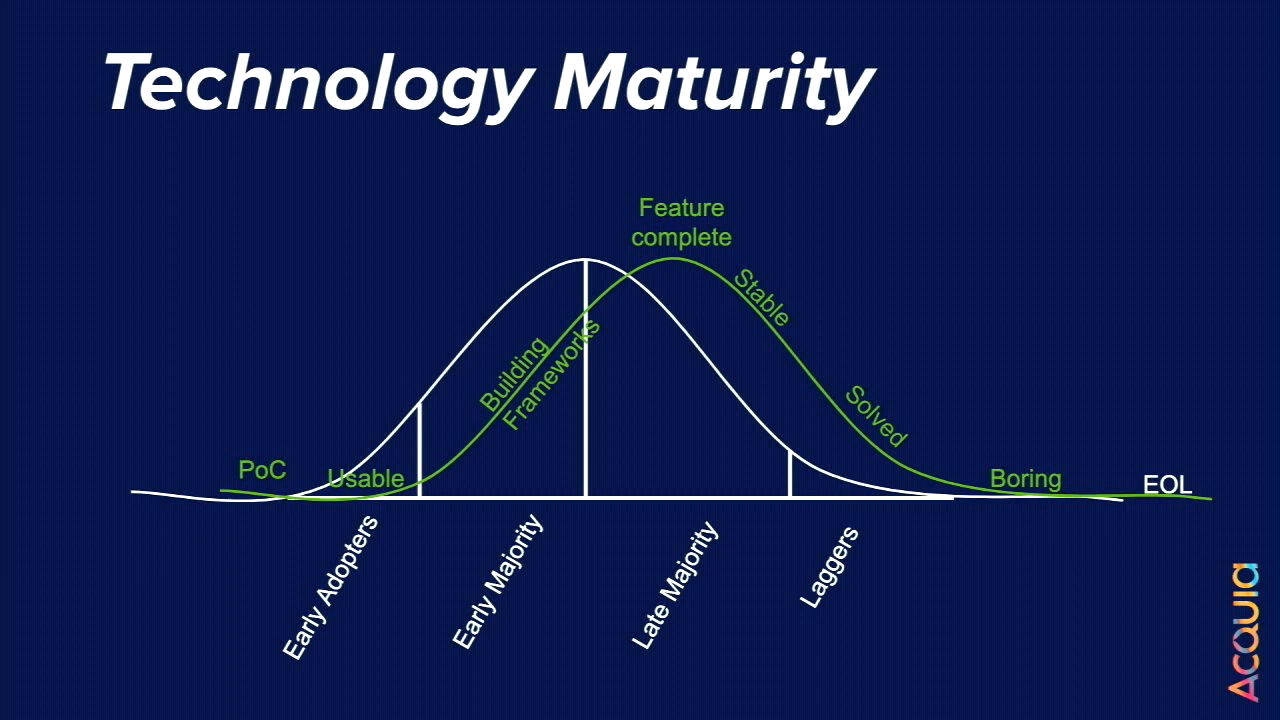 Technology Maturity
Feature
complete
Stable
Building
Frameworks
Solved
PoC
Usable
Boring
EOL
Early Adopters
Early Majority
Late Majority
Laggers
ACQUIA